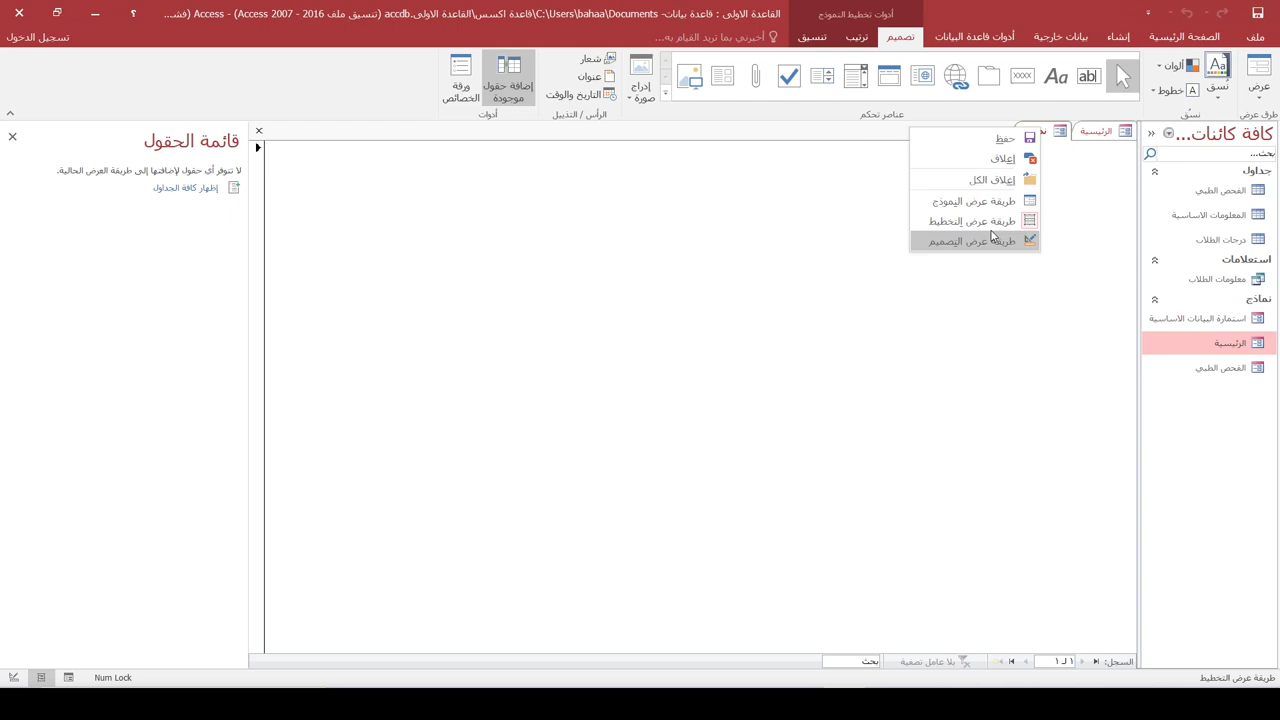 القاعدة الاولى : قاعدة بيانات- C:\Users\bahaa\Documents\قاعدة اكسس\القاعدة الاولى.accdb (تنسيق ملف Access 2007 - 2016) - Access (فش...
أدوات تخطيط النموذج
ملف
الصفحة الرئيسية
إنشاء
بيانات خارجية
أدوات قاعدة البيانات
تصميم
ترتيب
تنسيق
أخبرني بما تريد القيام به...
تسجيل الدخول
عرض
نسق
ألوان
خطوط
إدراج صورة
شعار
عنوان
التاريخ والوقت
إضافة حقول موجودة
ورقة الخصائص
طرق عرض
نسُق
عناصر تحكم
الرأس / التذييل
أدوات
كافة كائنات...
بحث...
جداول
الفحص الطبي
المعلومات الاساسية
درجات الطلاب
استعلامات
معلومات الطلاب
نماذج
استمارة البيانات الاساسية
الرئيسية
الفحص الطبي
الرئيسية
حفظ
إغلاق
إغلاق الكل
طريقة عرض النموذج
طريقة عرض التخطيط
طريقة عرض التصميم
قائمة الحقول
لا تتوفر أي حقول لإضافتها إلى طريقة العرض الحالية.
إظهار كافة الجداول
السجل:
١ لـ ١
بلا عامل تصفية
بحث
طريقة عرض التخطيط
Num Lock